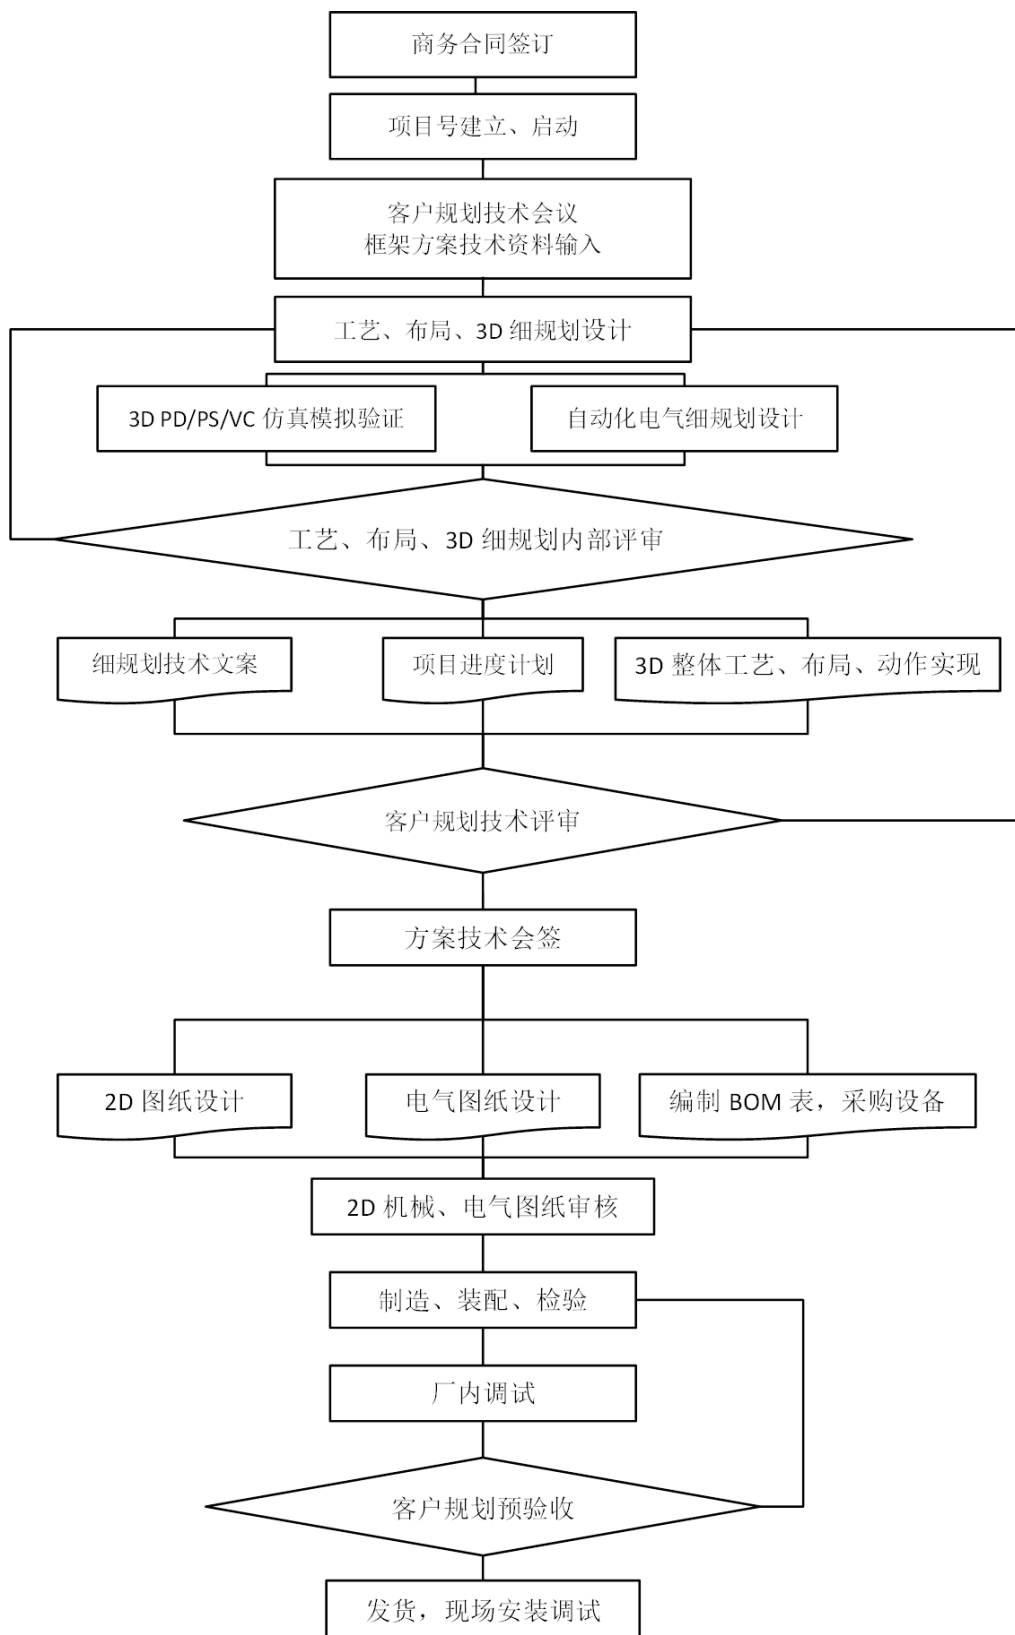 商务合同签订
项目号建立、启动
客户规划技术会议
框架方案技术资料输入
工艺、布局、3D 细规划设计
3D PD/PS/VC 仿真模拟验证
自动化电气细规划设计
工艺、布局、3D 细规划内部评审
细规划技术文案
项目进度计划
3D 整体工艺、布局、动作实现
客户规划技术评审
方案技术会签
2D 图纸设计
电气图纸设计
编制 BOM 表，采购设备
2D 机械、电气图纸审核
制造、装配、检验
厂内调试
客户规划预验收
发货，现场安装调试